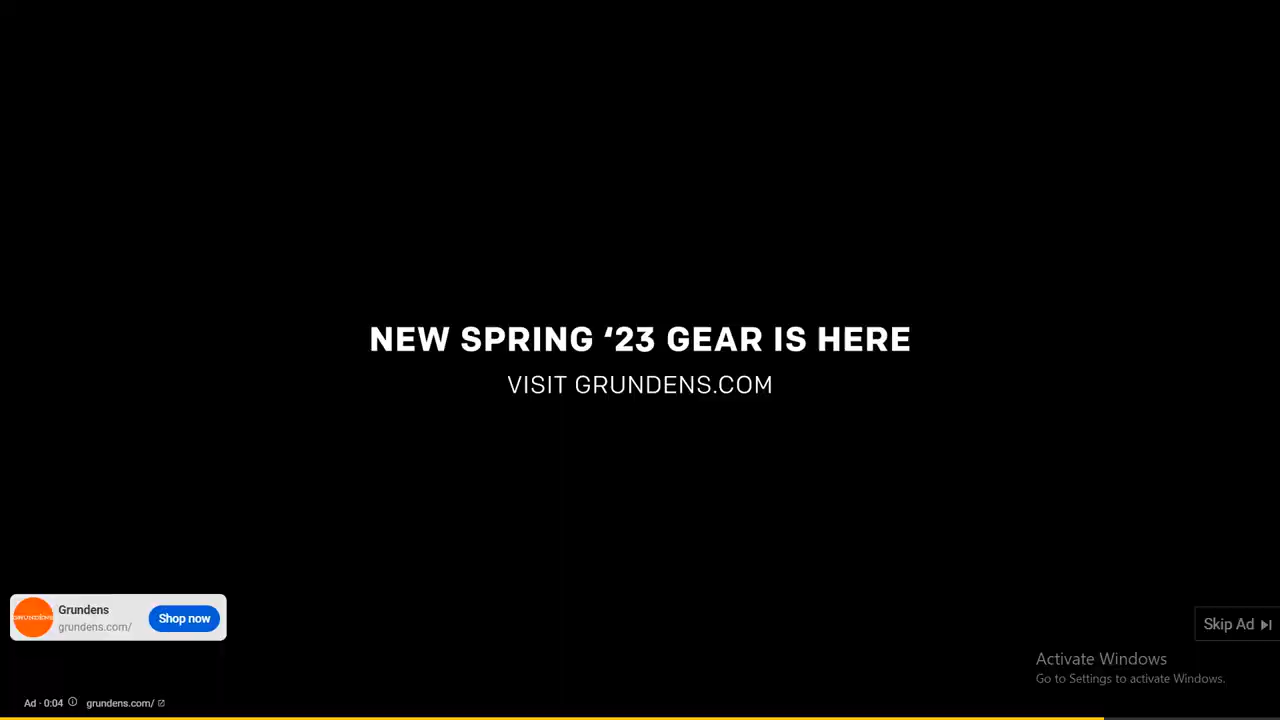 NEW SPRING ‘23 GEAR IS HERE
VISIT GRUNDENS.COM
GRUNDÉNS
Grundens
grundens.com/
Shop now
Skip Ad
Activate Windows
Go to Settings to activate Windows.
Ad · 0:04
grundens.com/